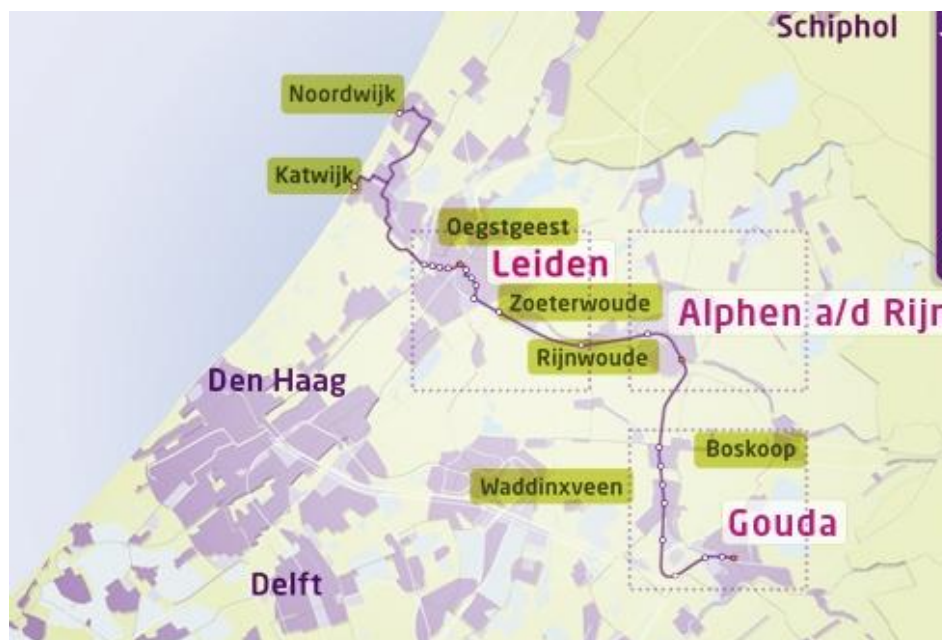 Schiphol
Noordwijk
Katwijk
Oegstgeest
Leiden
Zoeterwoude
Alphen a/d Rijn
Rijnwoude
Den Haag
Boskoop
Waddinxveen
Gouda
Delft